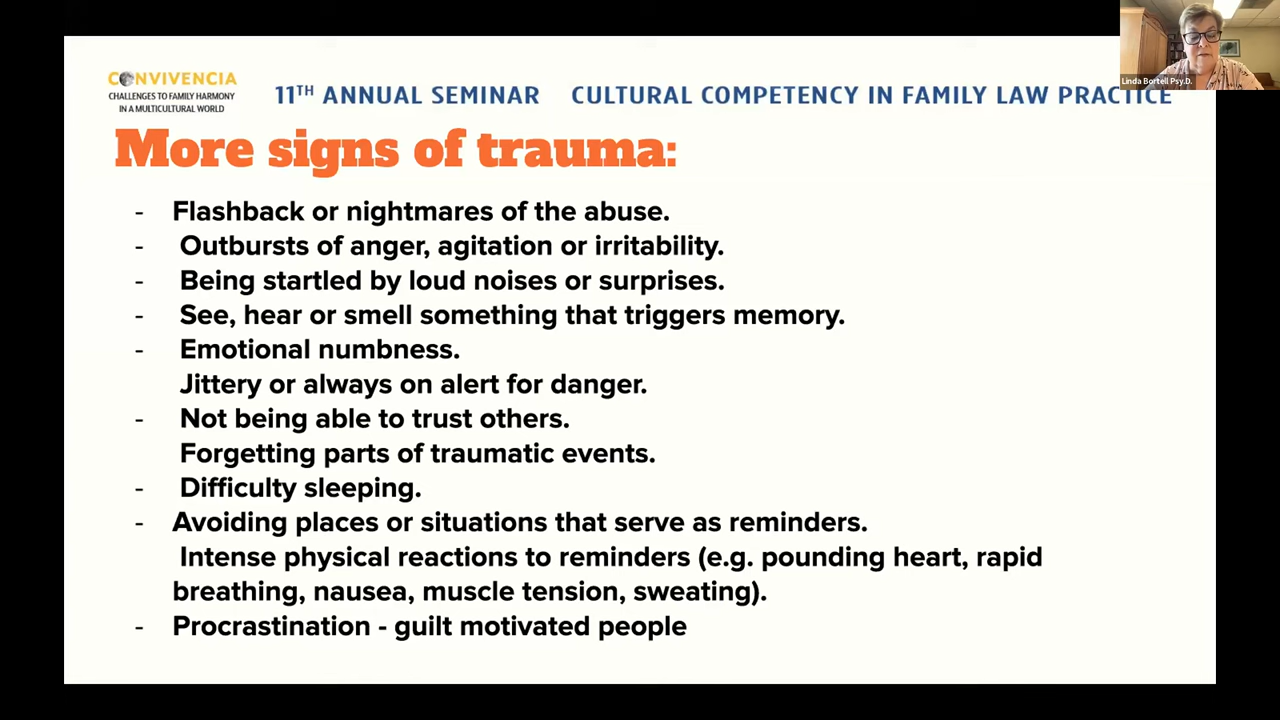 CONVIVENCIA
CHALLENGES TO FAMILY HARMONY
IN A MULTICULTURAL WORLD
11TH ANNUAL SEMINAR CULTURAL COMPETENCY IN FAMILY LAW PRACTICE
Linda Bortell Psy.D.
More signs of trauma:
- Flashback or nightmares of the abuse.
- Outbursts of anger, agitation or irritability.
- Being startled by loud noises or surprises.
- See, hear or smell something that triggers memory.
- Emotional numbness.
Jittery or always on alert for danger.
- Not being able to trust others.
Forgetting parts of traumatic events.
- Difficulty sleeping.
- Avoiding places or situations that serve as reminders.
Intense physical reactions to reminders (e.g. pounding heart, rapid
breathing, nausea, muscle tension, sweating).
- Procrastination - guilt motivated people